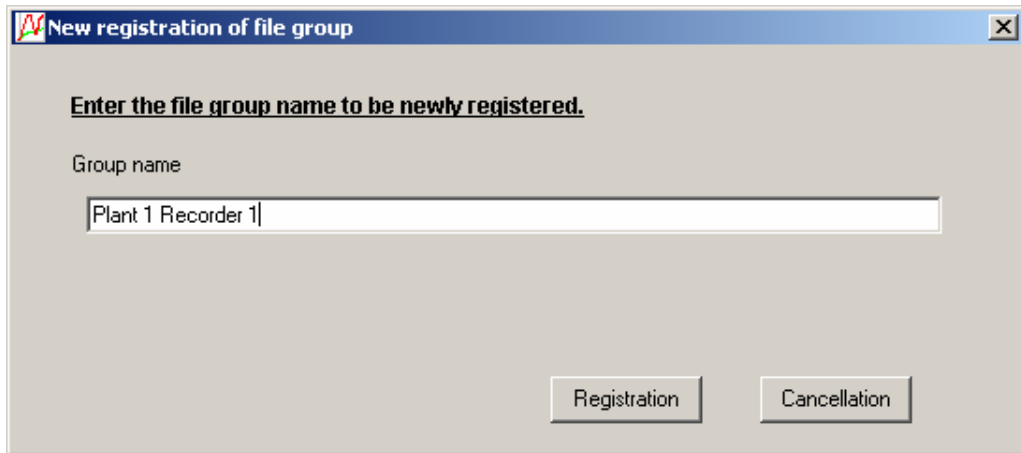 New registration of file group
Enter the file group name to be newly registered.
Group name
Plant 1 Recorder 1
Registration Cancellation